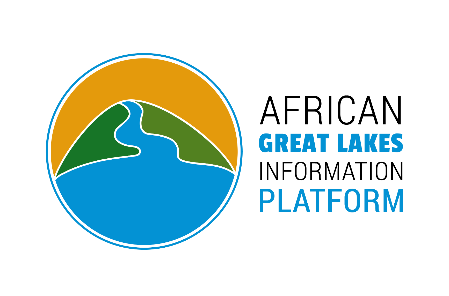 AFRICAN
GREAT LAKES
INFORMATION
PLATFORM